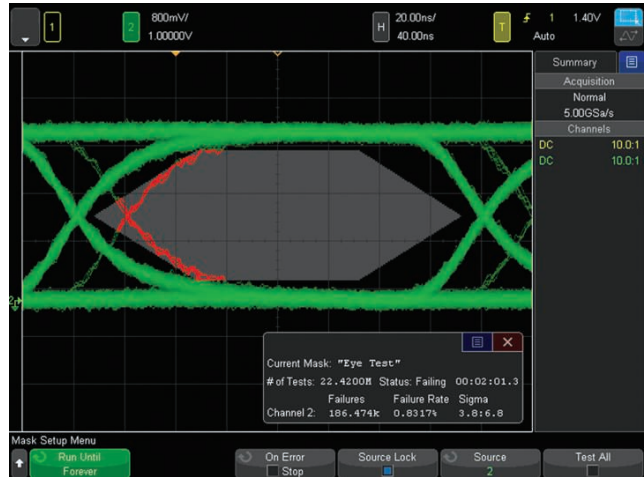 1
2
800mV/
1.00000V
H
20.00ns/
40.00ns
T
1
1.40V
Auto
Summary
Acquisition
Normal
5.00GSa/s
Channels
DC 10.0:1
DC 10.0:1
2
Current Mask: "Eye Test"
# of Tests: 22.4200M Status: Failing 00:02:01.3
Failures Failure Rate Sigma
Channel 2: 186.474k 0.8317% 3.8:6.8
Mask Setup Menu
Run Until
Forever
On Error
Stop
Source Lock
Source
2
Test All